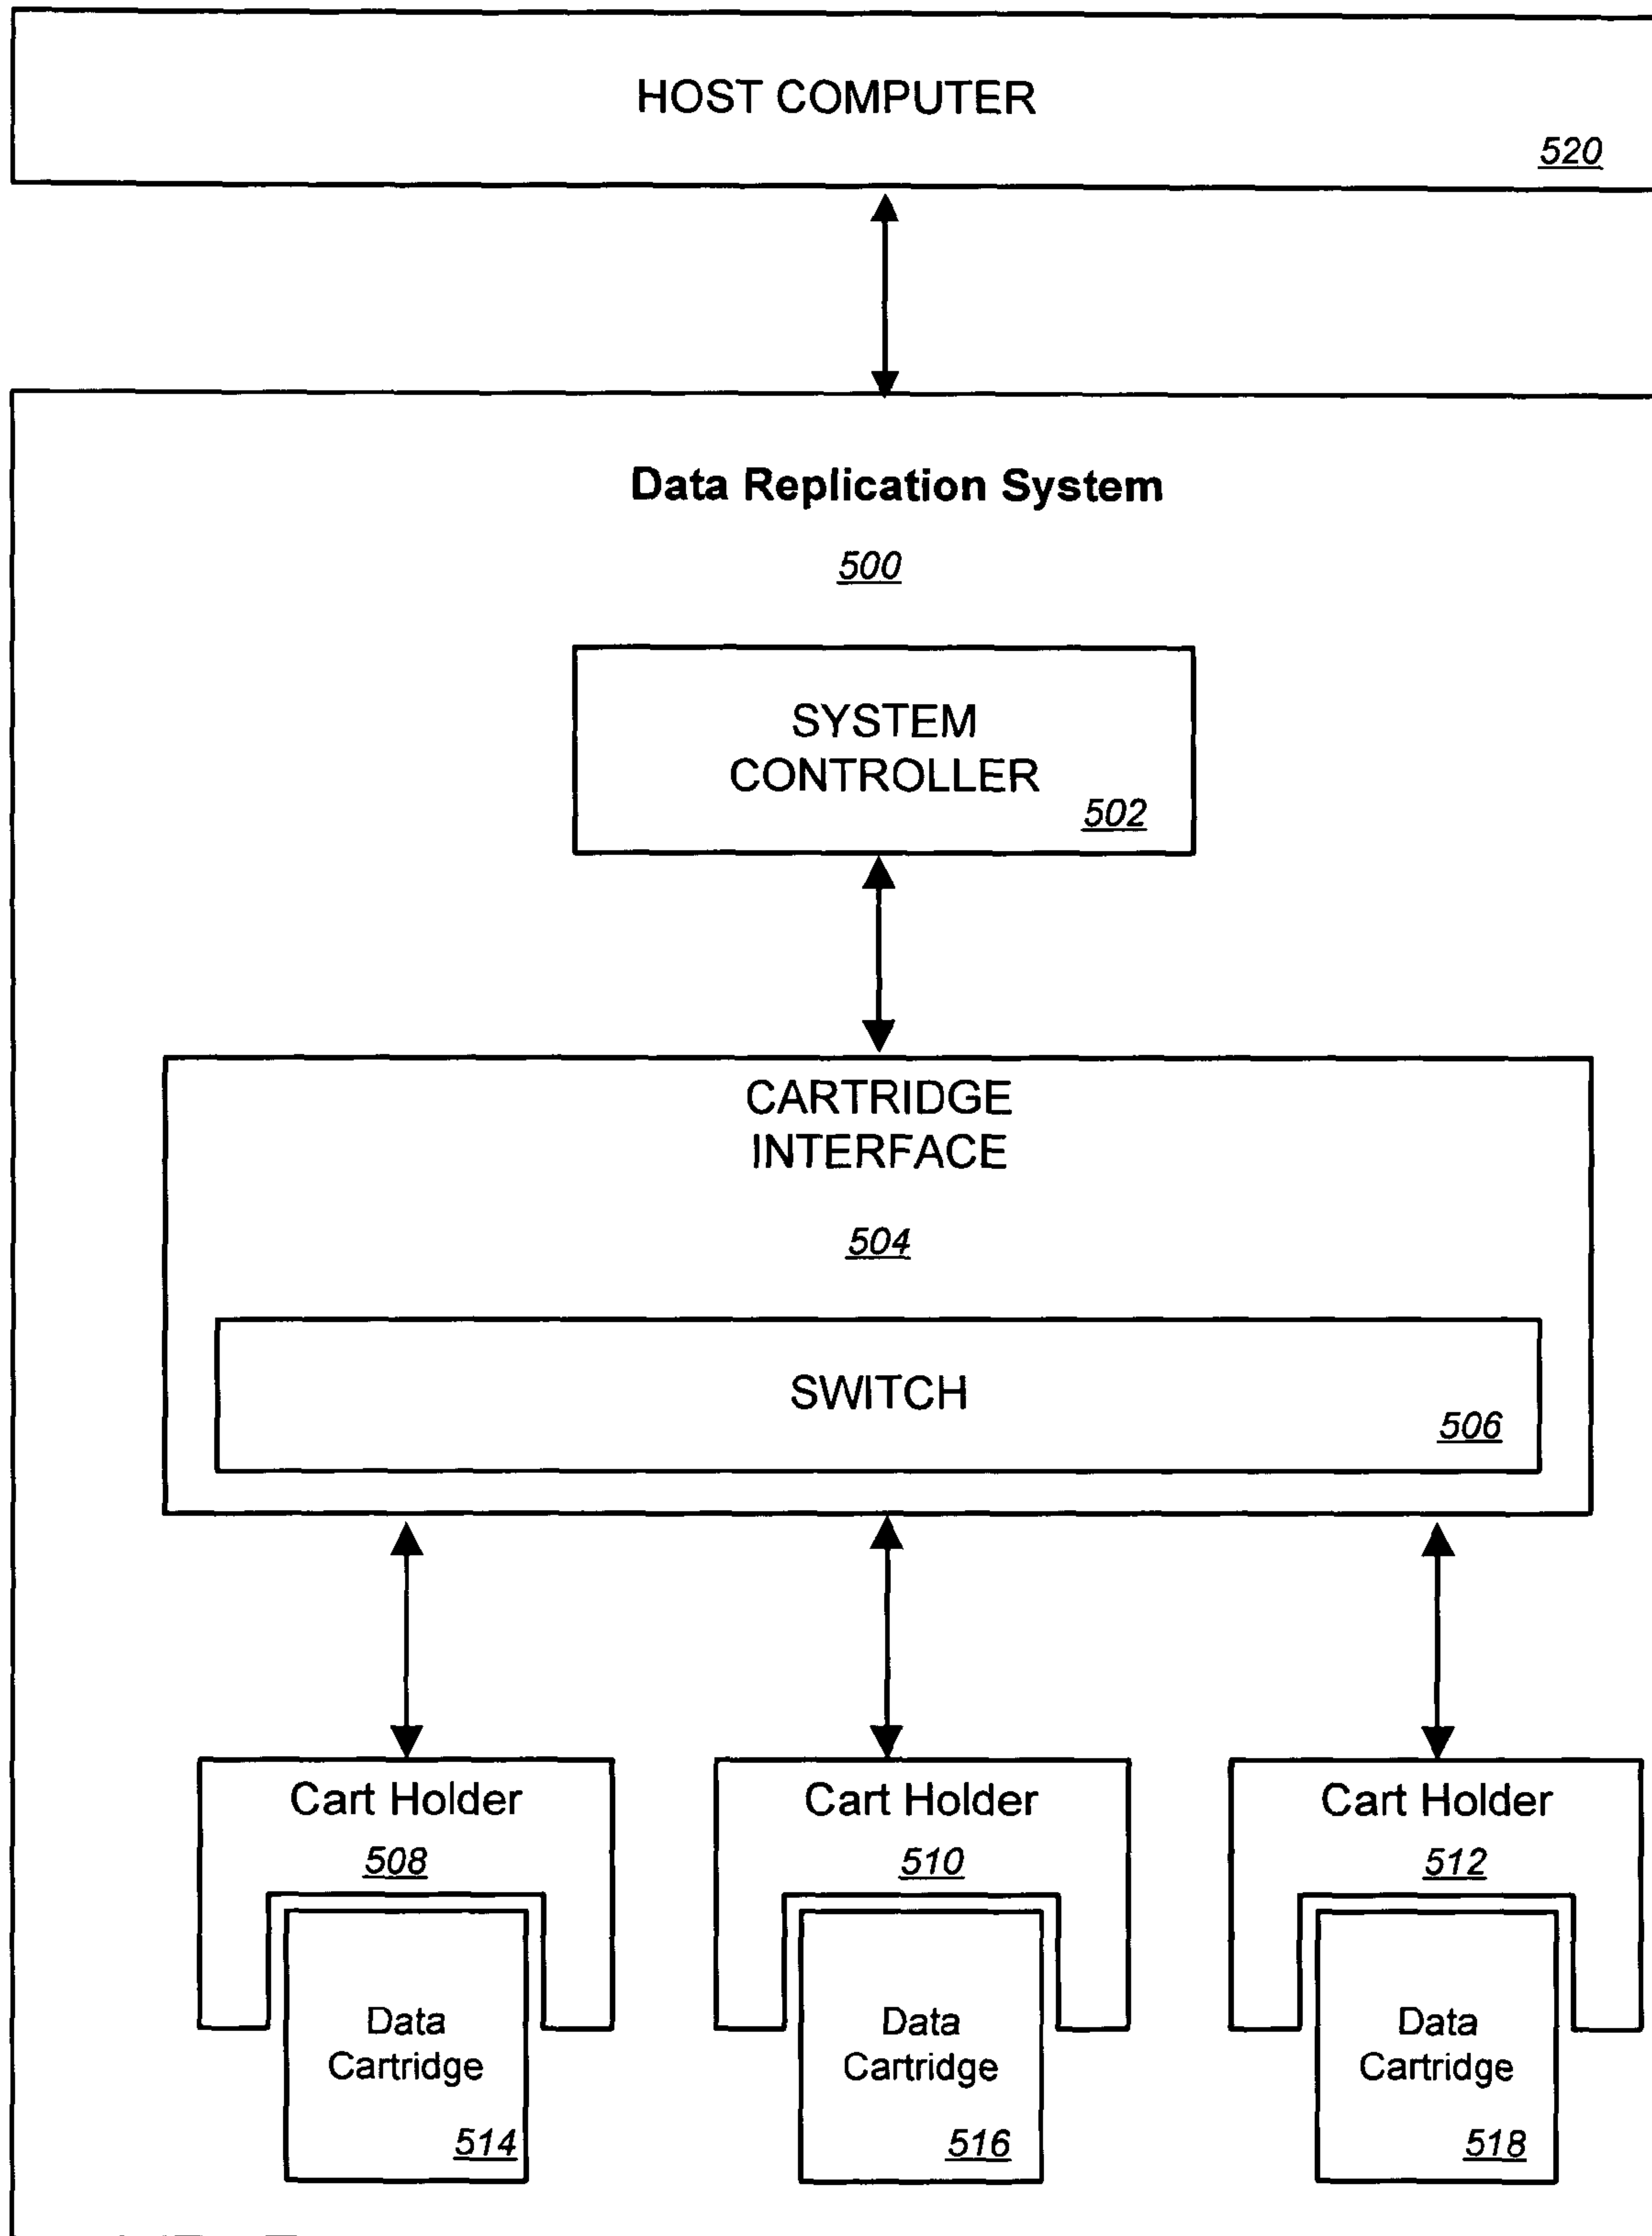 HOST COMPUTER
520
Data Replication System
500
SYSTEM
CONTROLLER
502
CARTRIDGE
INTERFACE
504
SWITCH
506
Cart Holder
508
Data
Cartridge
514
Cart Holder
510
Data
Cartridge
516
Cart Holder
512
Data
Cartridge
518